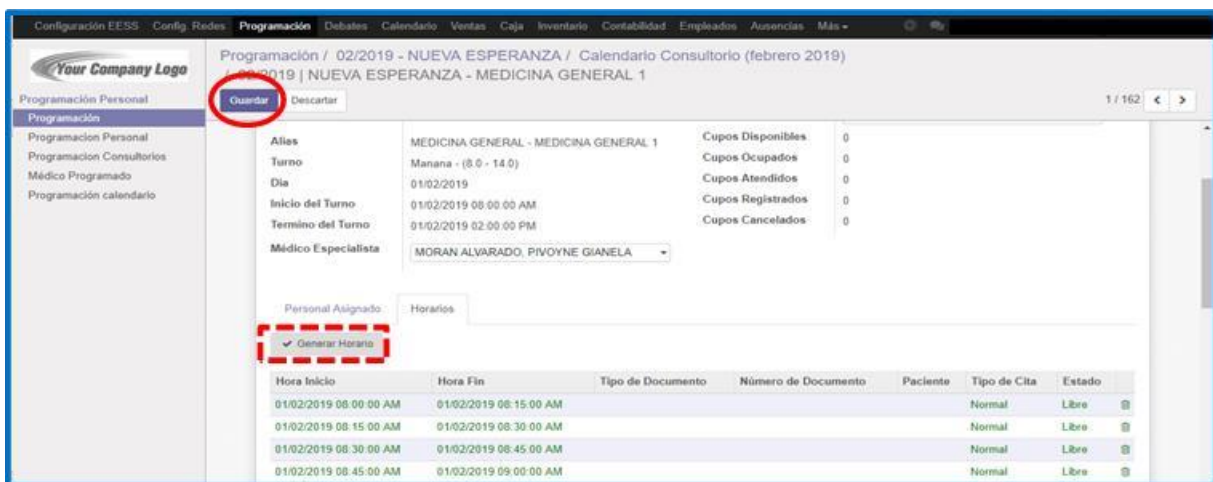 Configuración EESS Config. Redes Programación Debates Calendario Ventas Caja Inventario Contabilidad Empleados Ausencias Más
Your Company Logo
Programación / 02/2019 - NUEVA ESPERANZA / Calendario Consultorio (febrero 2019)
/ 02/2019 | NUEVA ESPERANZA - MEDICINA GENERAL 1
Guardar Descartar 1 / 162
Programación Personal
Programación
Programacion Personal
Programacion Consultorios
Médico Programado
Programación calendario
Alias MEDICINA GENERAL - MEDICINA GENERAL 1
Turno Manana - (8.0 - 14.0)
Dia 01/02/2019
Inicio del Turno 01/02/2019 08:00:00 AM
Termino del Turno 01/02/2019 02:00:00 PM
Médico Especialista MORAN ALVARADO, PIVOYNE GIANELA
Cupos Disponibles 0
Cupos Ocupados 0
Cupos Atendidos 0
Cupos Registrados 0
Cupos Cancelados 0
Personal Asignado Horarios
Generar Horario
Hora Inicio Hora Fin Tipo de Documento Número de Documento Paciente Tipo de Cita Estado
01/02/2019 08:00:00 AM 01/02/2019 08:15:00 AM Normal Libre
01/02/2019 08:15:00 AM 01/02/2019 08:30:00 AM Normal Libre
01/02/2019 08:30:00 AM 01/02/2019 08:45:00 AM Normal Libre
01/02/2019 08:45:00 AM 01/02/2019 09:00:00 AM Normal Libre